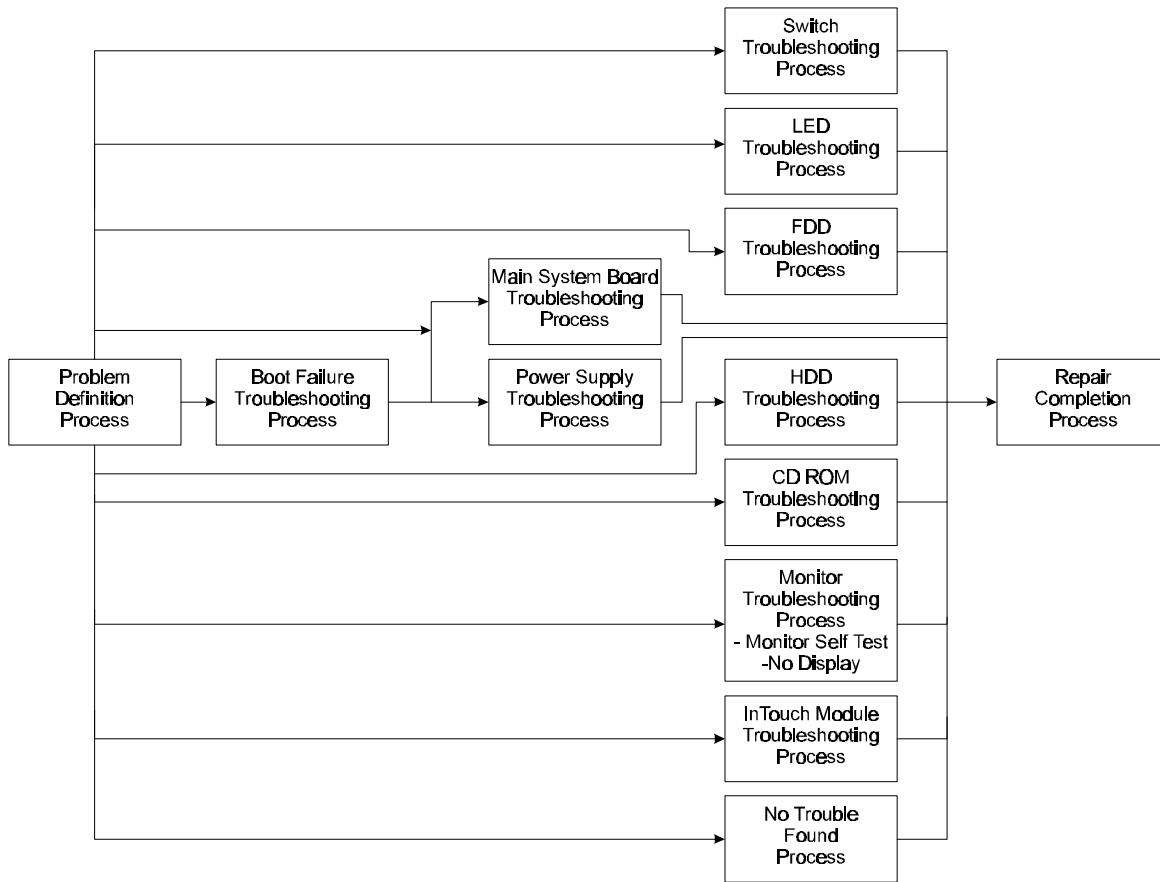 Switch
Troubleshooting
Process
LED
Troubleshooting
Process
FDD
Troubleshooting
Process
Main System Board
Troubleshooting
Process
Problem
Definition
Process
Boot Failure
Troubleshooting
Process
Power Supply
Troubleshooting
Process
HDD
Troubleshooting
Process
Repair
Completion
Process
CD ROM
Troubleshooting
Process
Monitor
Troubleshooting
Process
- Monitor Self Test
-No Display
InTouch Module
Troubleshooting
Process
No Trouble
Found
Process